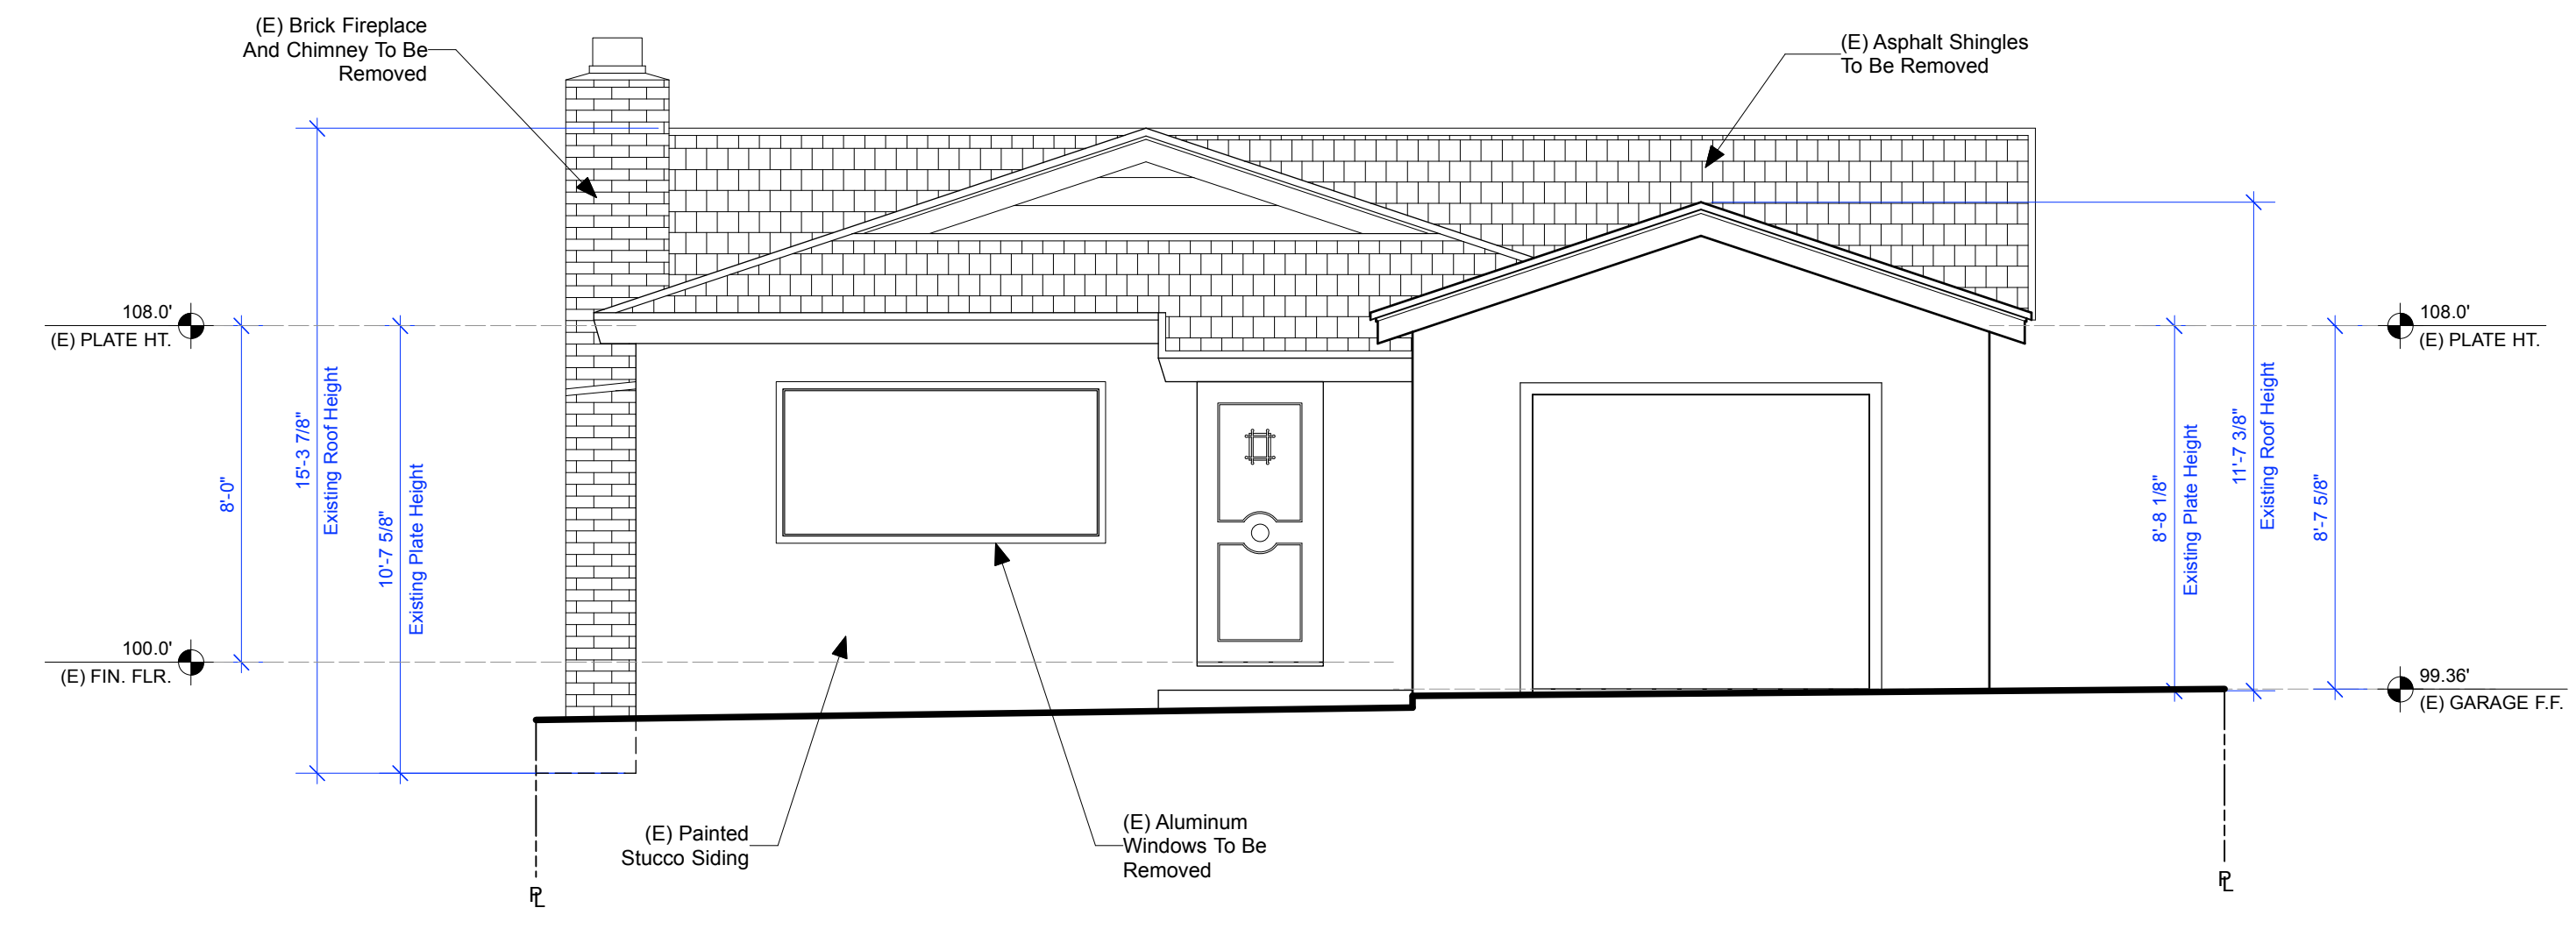 (E) Brick Fireplace
And Chimney To Be
Removed
(E) Asphalt Shingles
To Be Removed
108.0'
(E) PLATE HT.
100.0'
(E) FIN. FLR.
8'-0"
15'-3 7/8"
Existing Roof Height
10'-7 5/8"
Existing Plate Height
8'-8 1/8"
Existing Plate Height
11'-7 3/8"
Existing Roof Height
8'-7 5/8"
108.0'
(E) PLATE HT.
99.36'
(E) GARAGE F.F.
(E) Painted
Stucco Siding
(E) Aluminum
Windows To Be
Removed
PL
PL